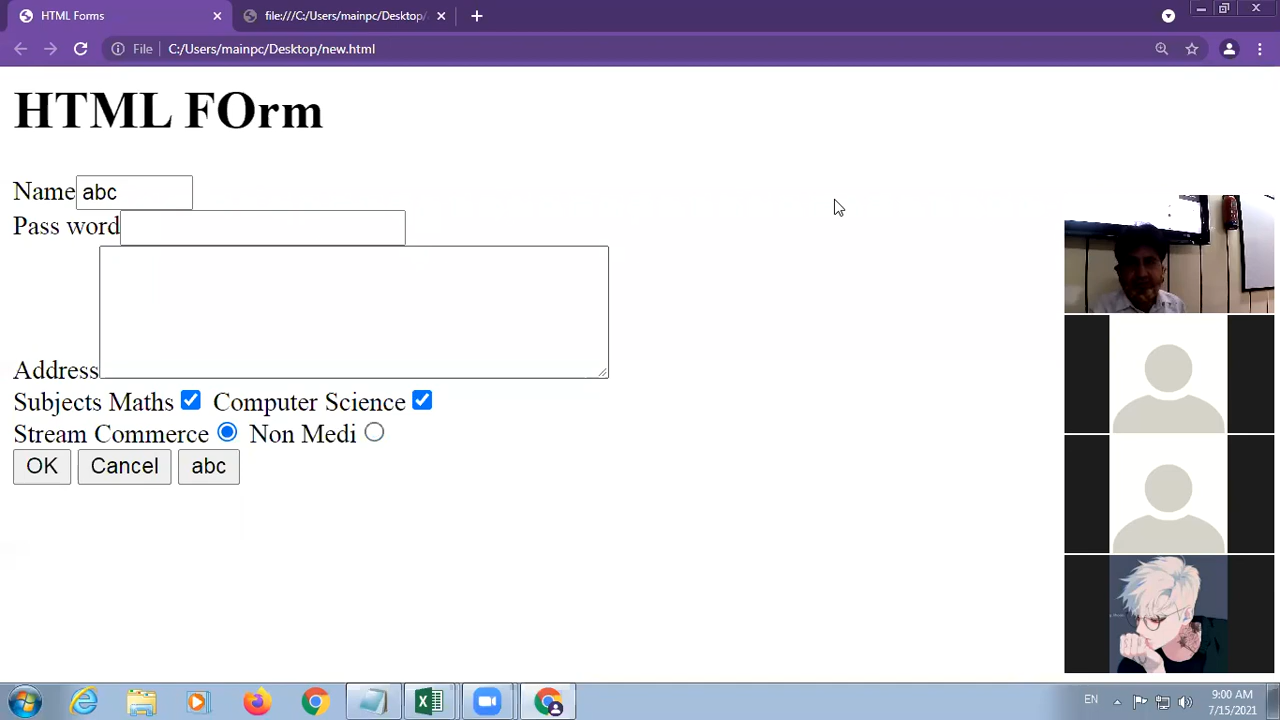 HTML Forms
file:///C:/Users/mainpc/Desktop/
File C:/Users/mainpc/Desktop/new.html
HTML FOrm
Name abc
Pass word
Address
Subjects Maths Computer Science
Stream Commerce Non Medi
OK Cancel abc
EN
9:00 AM
7/15/2021